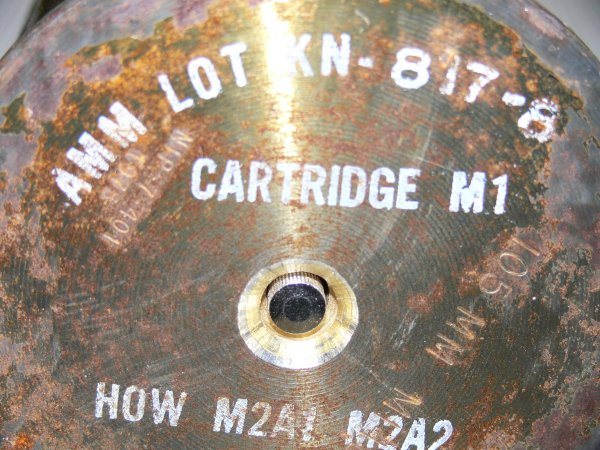 AMM LOT KN-817-8
CARTRIDGE M1
105 MM M
HOW M2A1 M2A2